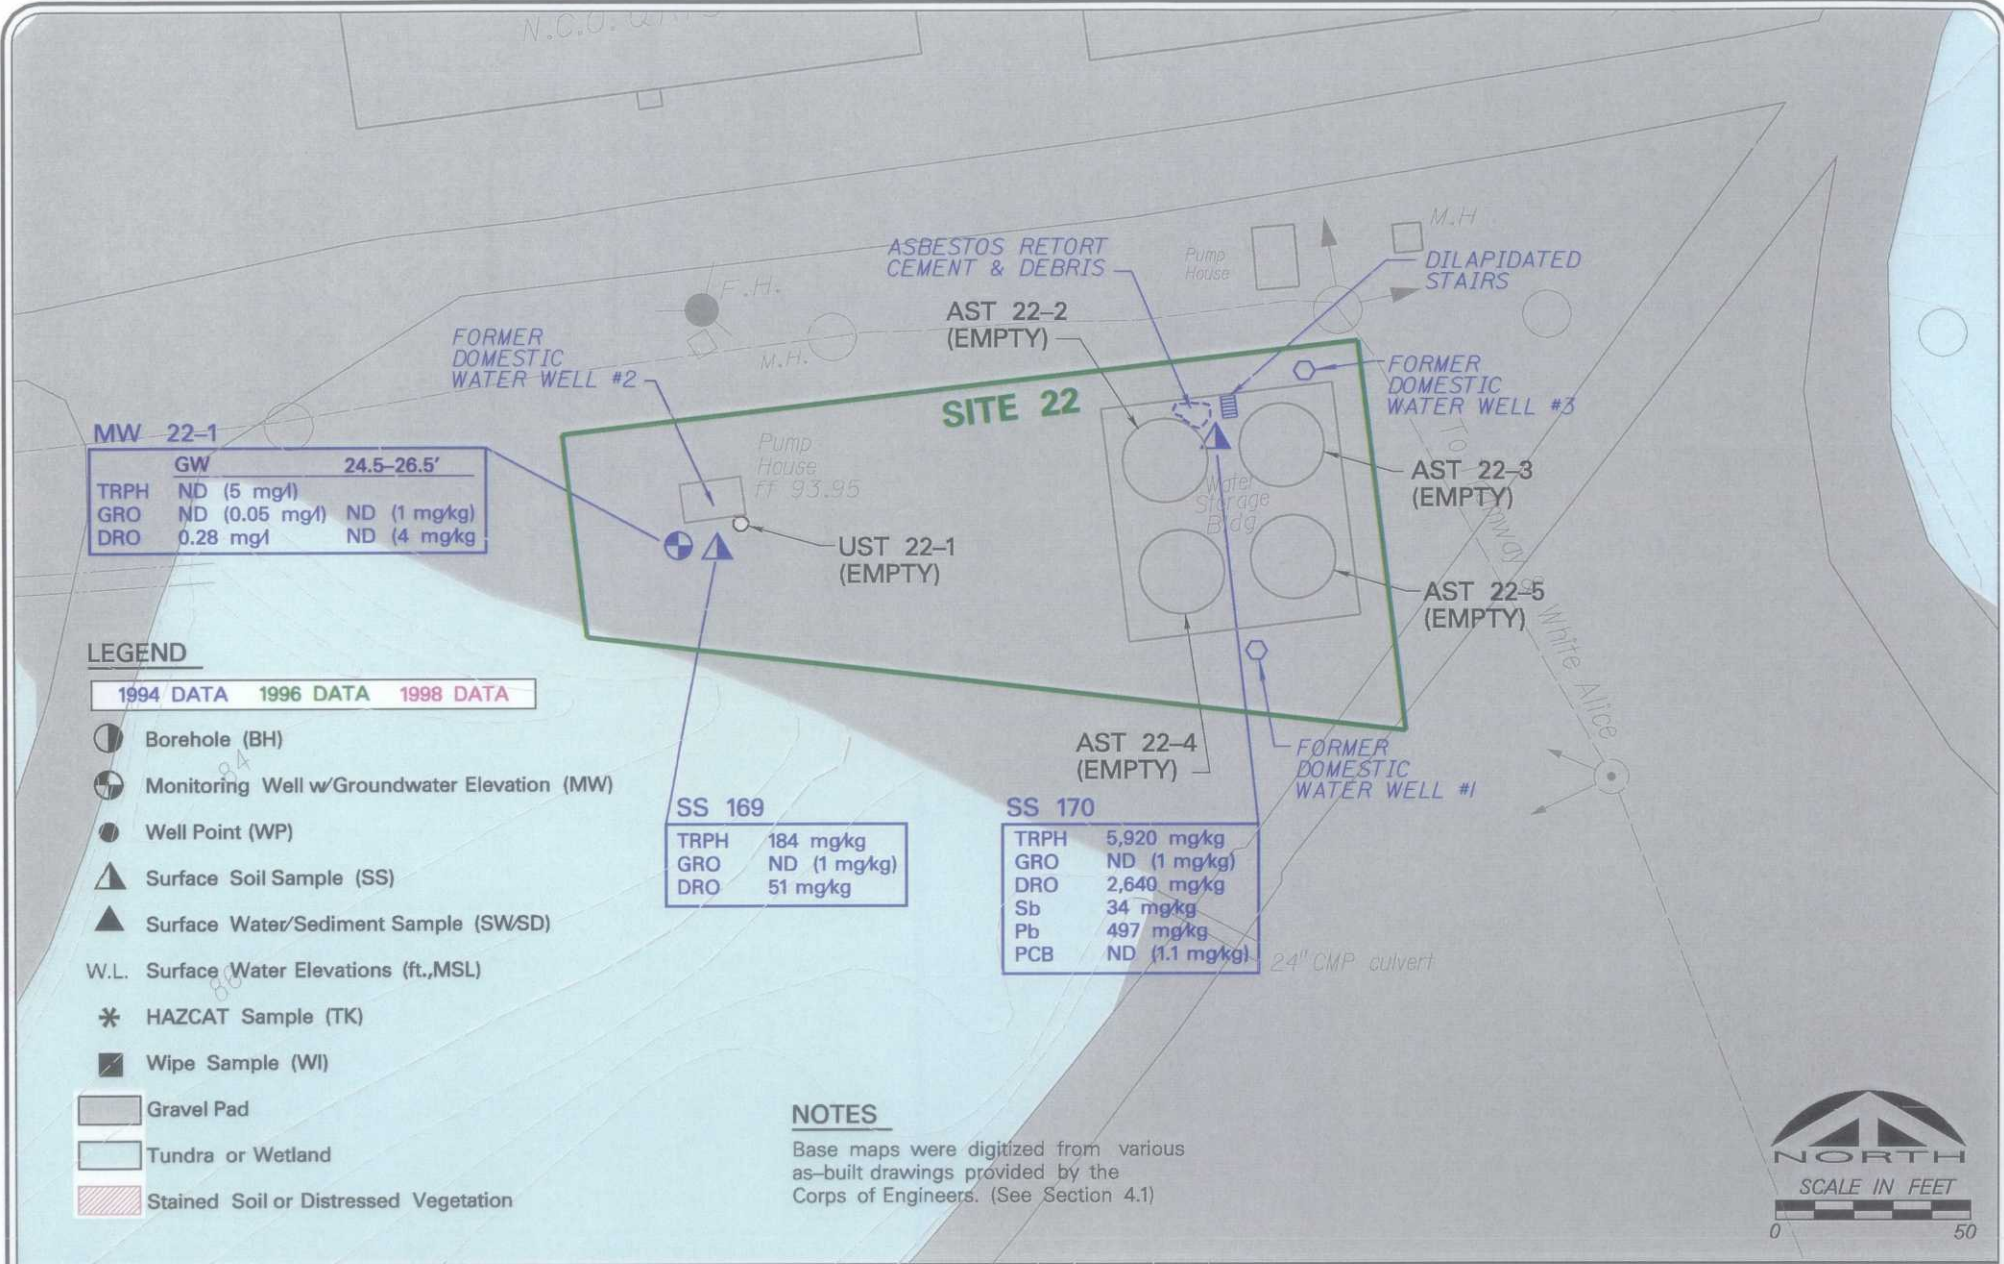 N.C.O. QRTS
M.H
ASBESTOS RETORT
CEMENT & DEBRIS
Pump
House
DILAPIDATED
STAIRS
F.H.
AST 22-2
(EMPTY)
FORMER
DOMESTIC
WATER WELL #2
M.H.
FORMER
DOMESTIC
WATER WELL #3
SITE 22
MW 22-1
GW 24.5-26.5'
TRPH ND (5 mg/l)
GRO ND (0.05 mg/l) ND (1 mg/kg)
DRO 0.28 mg/l ND (4 mg/kg
Pump
House
ff 93.95
Water
Storage
Bldg
AST 22-3
(EMPTY)
UST 22-1
(EMPTY)
AST 22-5
(EMPTY)
White Alice
LEGEND
1994 DATA 1996 DATA 1998 DATA
Borehole (BH)
Monitoring Well w/Groundwater Elevation (MW)
Well Point (WP)
Surface Soil Sample (SS)
Surface Water/Sediment Sample (SW/SD)
W.L. Surface Water Elevations (ft.,MSL)
HAZCAT Sample (TK)
Wipe Sample (WI)
Gravel Pad
Tundra or Wetland
Stained Soil or Distressed Vegetation
84
AST 22-4
(EMPTY)
FORMER
DOMESTIC
WATER WELL #1
SS 169
TRPH 184 mg/kg
GRO ND (1 mg/kg)
DRO 51 mg/kg
SS 170
TRPH 5,920 mg/kg
GRO ND (1 mg/kg)
DRO 2,640 mg/kg
Sb 34 mg/kg
Pb 497 mg/kg
PCB ND (1.1 mg/kg)
24" CMP culvert
NOTES
Base maps were digitized from various
as-built drawings provided by the
Corps of Engineers. (See Section 4.1)
NORTH
SCALE IN FEET
0 50